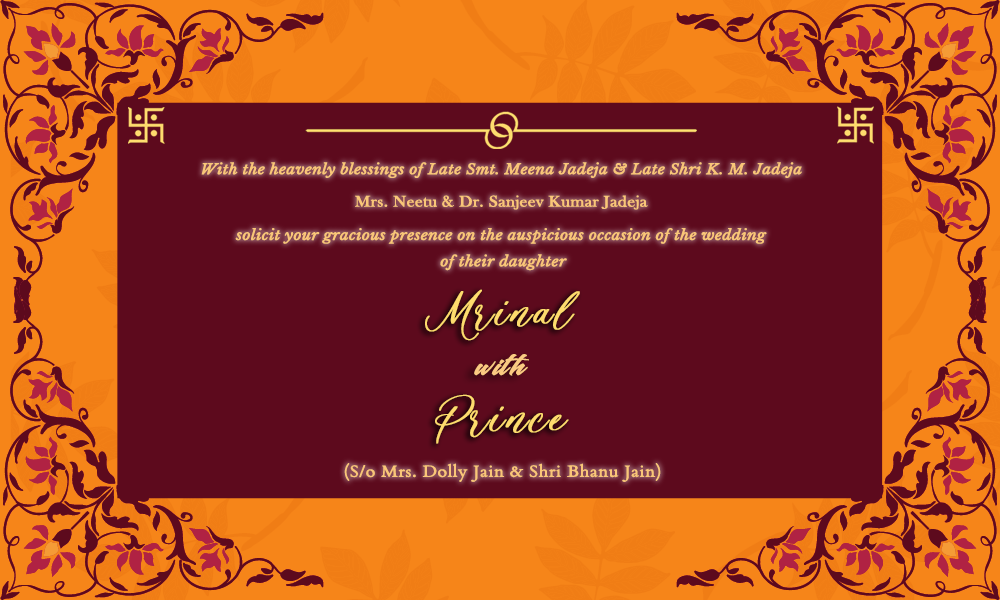 With the heavenly blessings of Late Smt. Meena Jadeja & Late Shri K. M. Jadeja
Mrs. Neetu & Dr. Sanjeev Kumar Jadeja
solicit your gracious presence on the auspicious occasion of the wedding
of their daughter
Mrinal
with
Prince
(S/o Mrs. Dolly Jain & Shri Bhanu Jain)